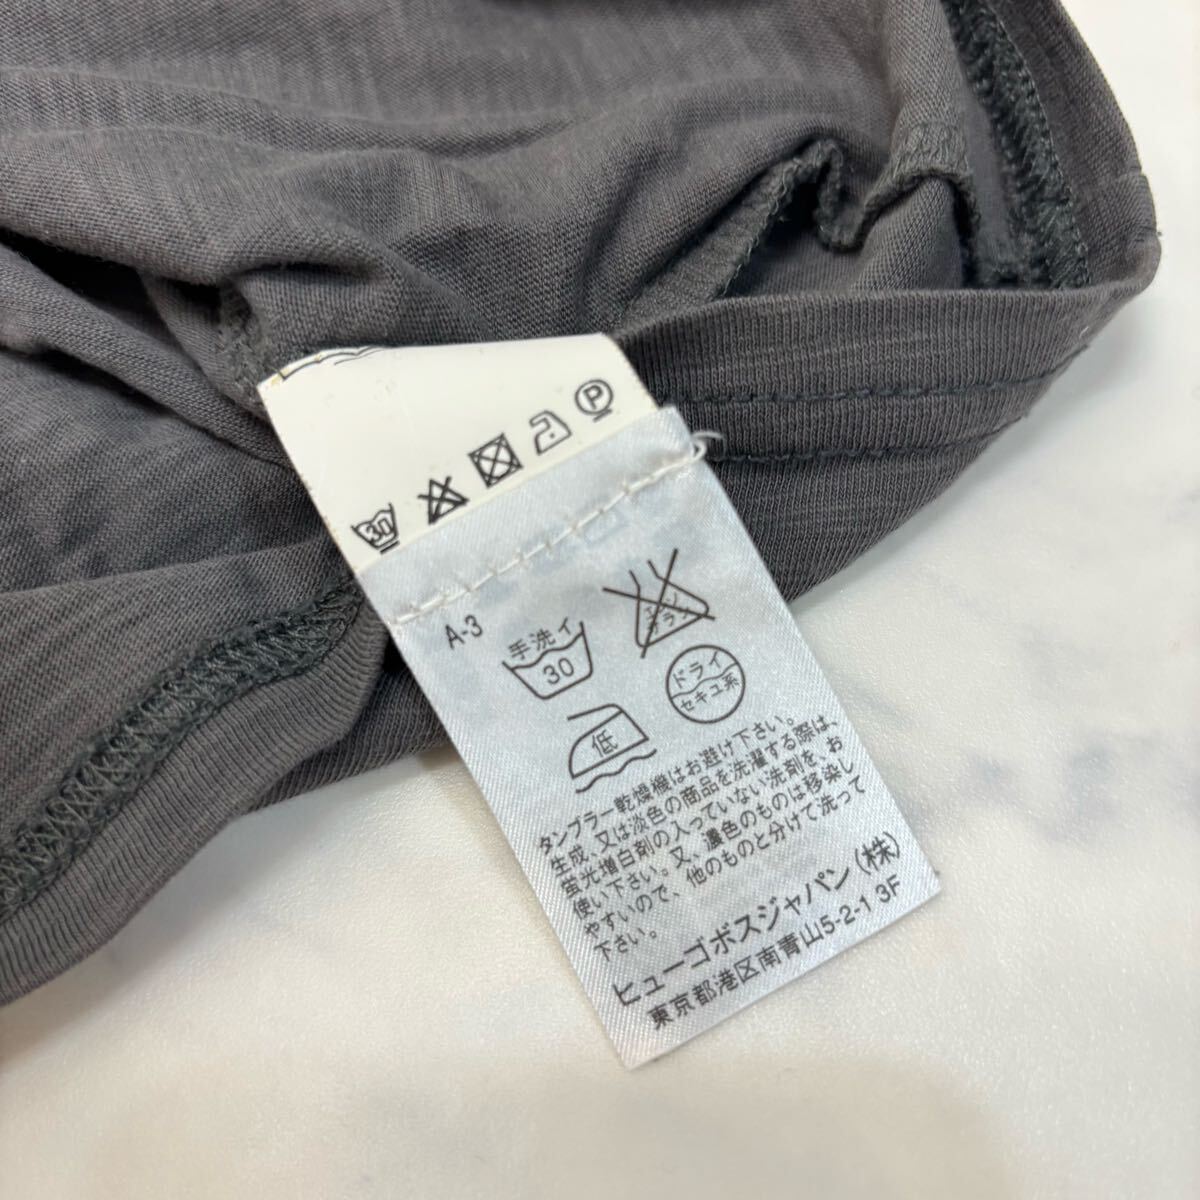 30
P
A-3
手洗イ
30
エンソ
サラシ
低
ドライ
セキユ系
タンブラー乾燥機はお避け下さい。
生成、又は淡色の商品を洗濯する際は、
蛍光増白剤の入っていない洗剤を、お
使い下さい。又、濃色のものは移染し
やすいので、他のものと分けて洗って
下さい。
ヒューゴボスジャパン(株)
東京都港区南青山5-2-1 3F